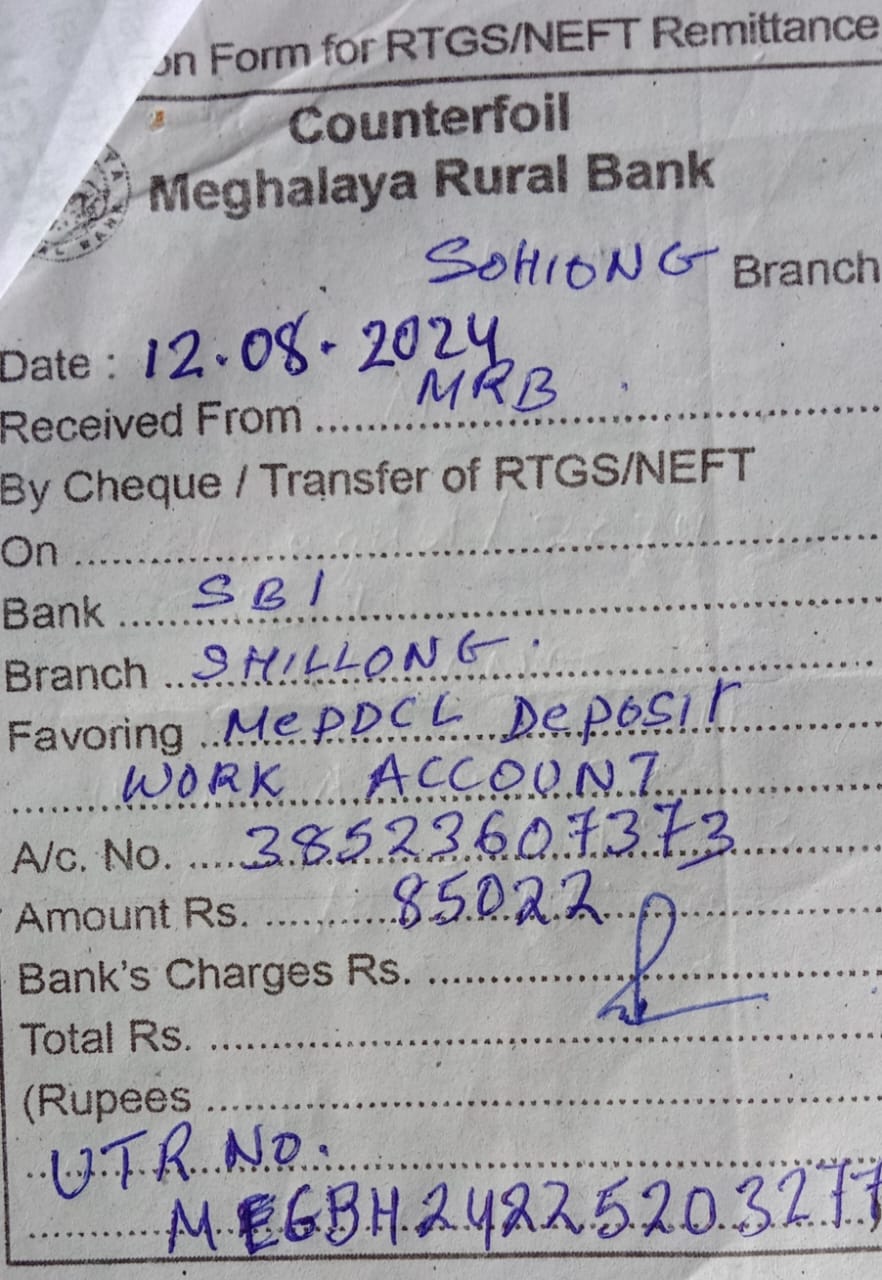 on Form for RTGS/NEFT Remittance
Counterfoil
Meghalaya Rural Bank
SOHIONG Branch
Date : 12.08.2024
Received From MRB
By Cheque / Transfer of RTGS/NEFT
On
Bank SBI
Branch SHILLONG.
Favoring MePDCL Deposit
WORK ACCOUNT
A/c. No. 38523607373
Amount Rs. 85022
Bank's Charges Rs.
Total Rs.
(Rupees
UTR NO.
MEGBH24225203277